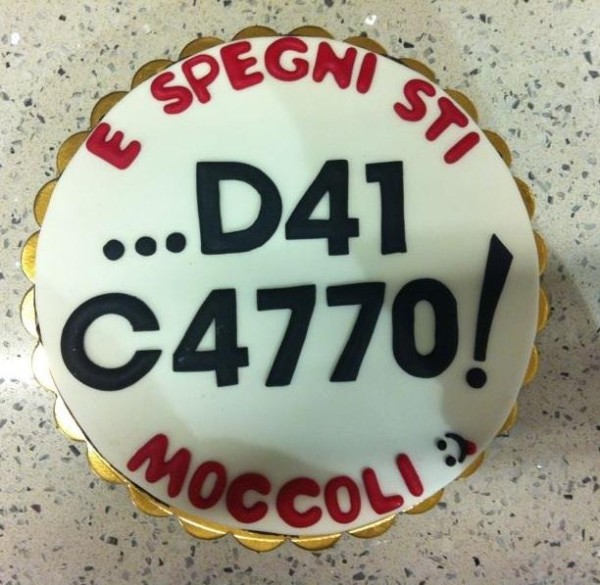 E SPEGNI STI
...D41
C4770!
MOCCOLI